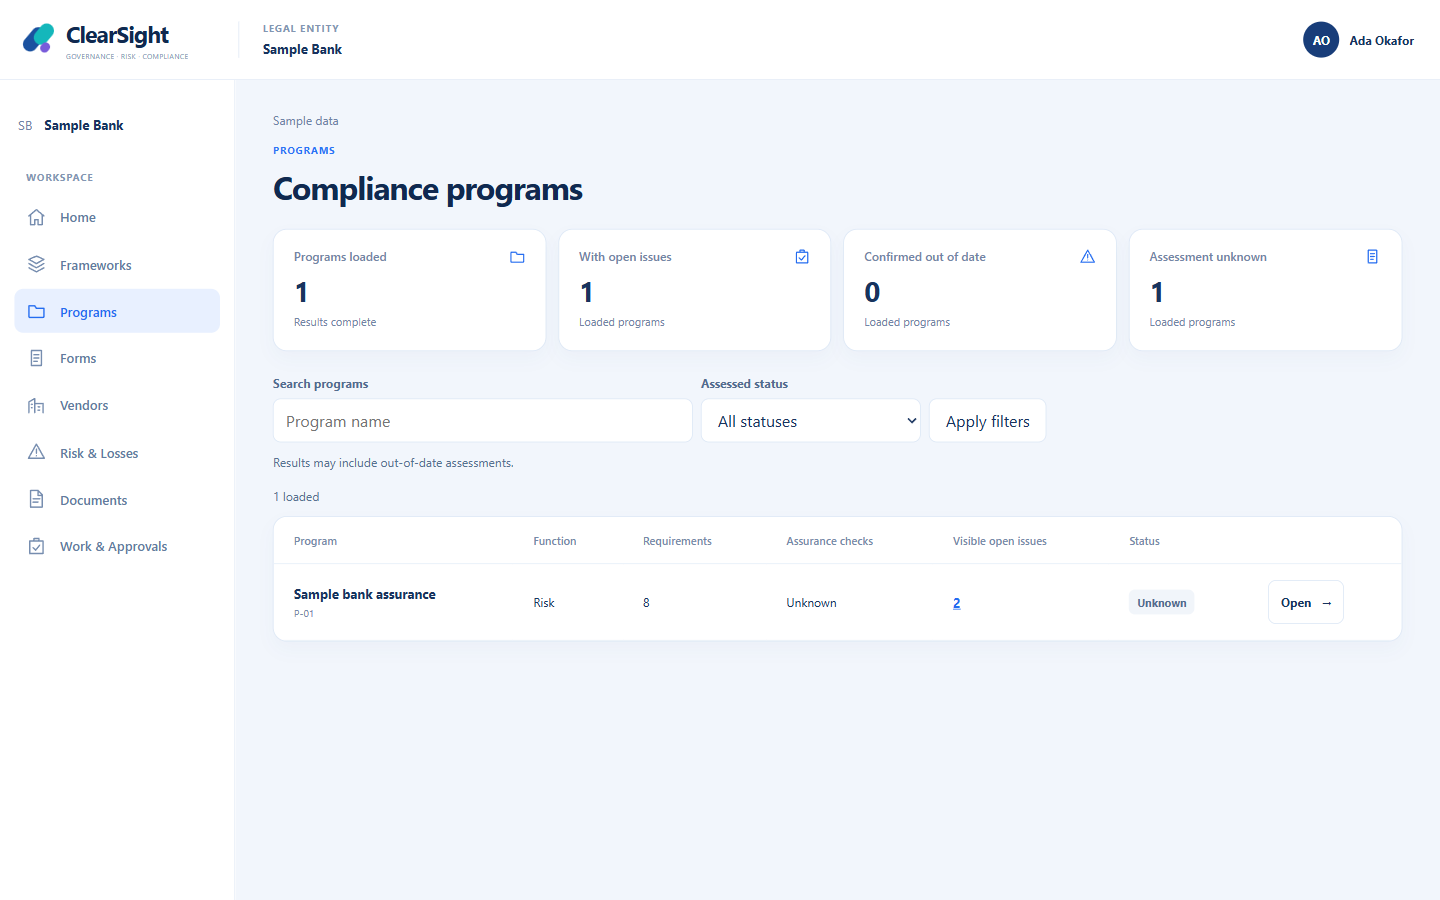 ClearSight
GOVERNANCE · RISK · COMPLIANCE
LEGAL ENTITY
Sample Bank
AO
Ada Okafor
SB
Sample Bank
WORKSPACE
Home
Frameworks
Programs
Forms
Vendors
Risk & Losses
Documents
Work & Approvals
Sample data
PROGRAMS
Compliance programs
Programs loaded
1
Results complete
With open issues
1
Loaded programs
Confirmed out of date
0
Loaded programs
Assessment unknown
1
Loaded programs
Search programs
Program name
Assessed status
All statuses
Apply filters
Results may include out-of-date assessments.
1 loaded
Program Function Requirements Assurance checks Visible open issues Status
Sample bank assurance
P-01
Risk 8 Unknown 2 Unknown Open →